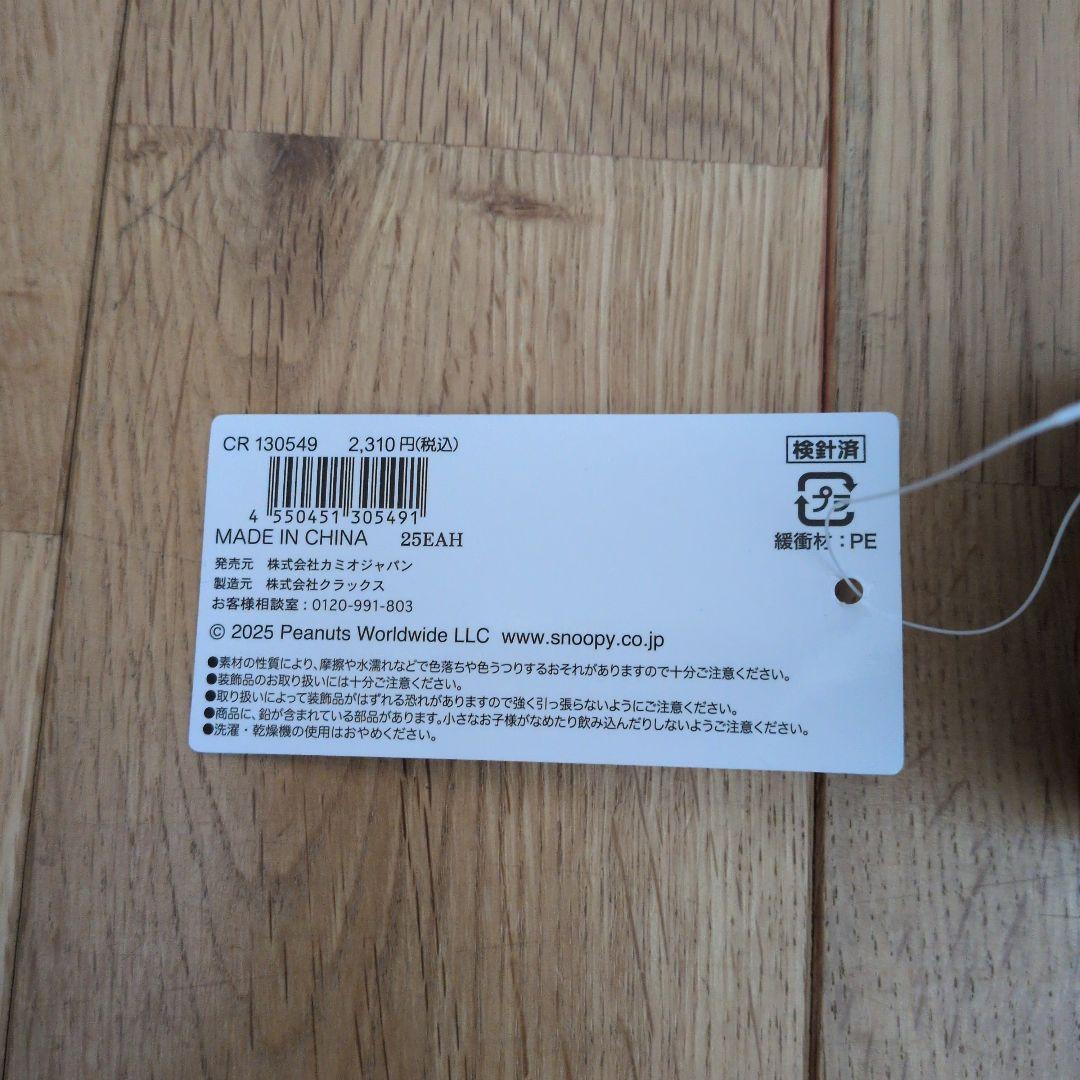 CR 130549 2,310円(税込)
4 550451 305491
MADE IN CHINA 25EAH
発売元 株式会社カミオジャパン
製造元 株式会社クラックス
お客様相談室:0120-991-803
© 2025 Peanuts Worldwide LLC www.snoopy.co.jp
●素材の性質により、摩擦や水濡れなどで色落ちや色うつりするおそれがありますので十分ご注意ください。
●装飾品のお取り扱いには十分ご注意ください。
●取り扱いによって装飾品がはずれる恐れがありますので強く引っ張らないようにご注意ください。
●商品に、鉛が含まれている部品があります。小さなお子様がなめたり飲み込んだりしないようご注意ください。
●洗濯・乾燥機の使用はおやめください。
検針済
プラ
緩衝材:PE